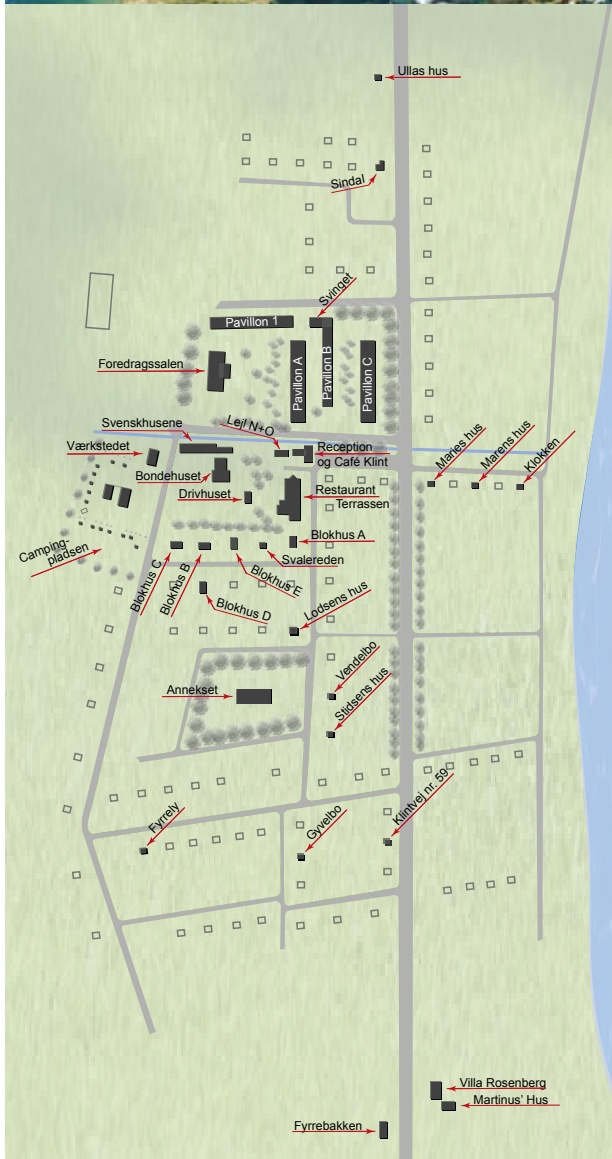 Ullas hus
Sindal
Svinget
Pavillon 1
Pavillon A
Pavillon B
Pavillon C
Foredragssalen
Svenskhusene
Lejl N+O
Værkstedet
Reception
og Café Klint
Maries hus
Marens hus
Klokken
Bondehuset
Drivhuset
Restaurant
Terrassen
Camping-
pladsen
Blokhus A
Svalereden
Blokhus C
Blokhus B
Blokhus E
Blokhus D
Lodsens hus
Vendelbo
Annekset
Stidsens hus
Fyrrely
Gyvelbo
Klintvej nr. 59
Villa Rosenberg
Martinus' Hus
Fyrrebakken